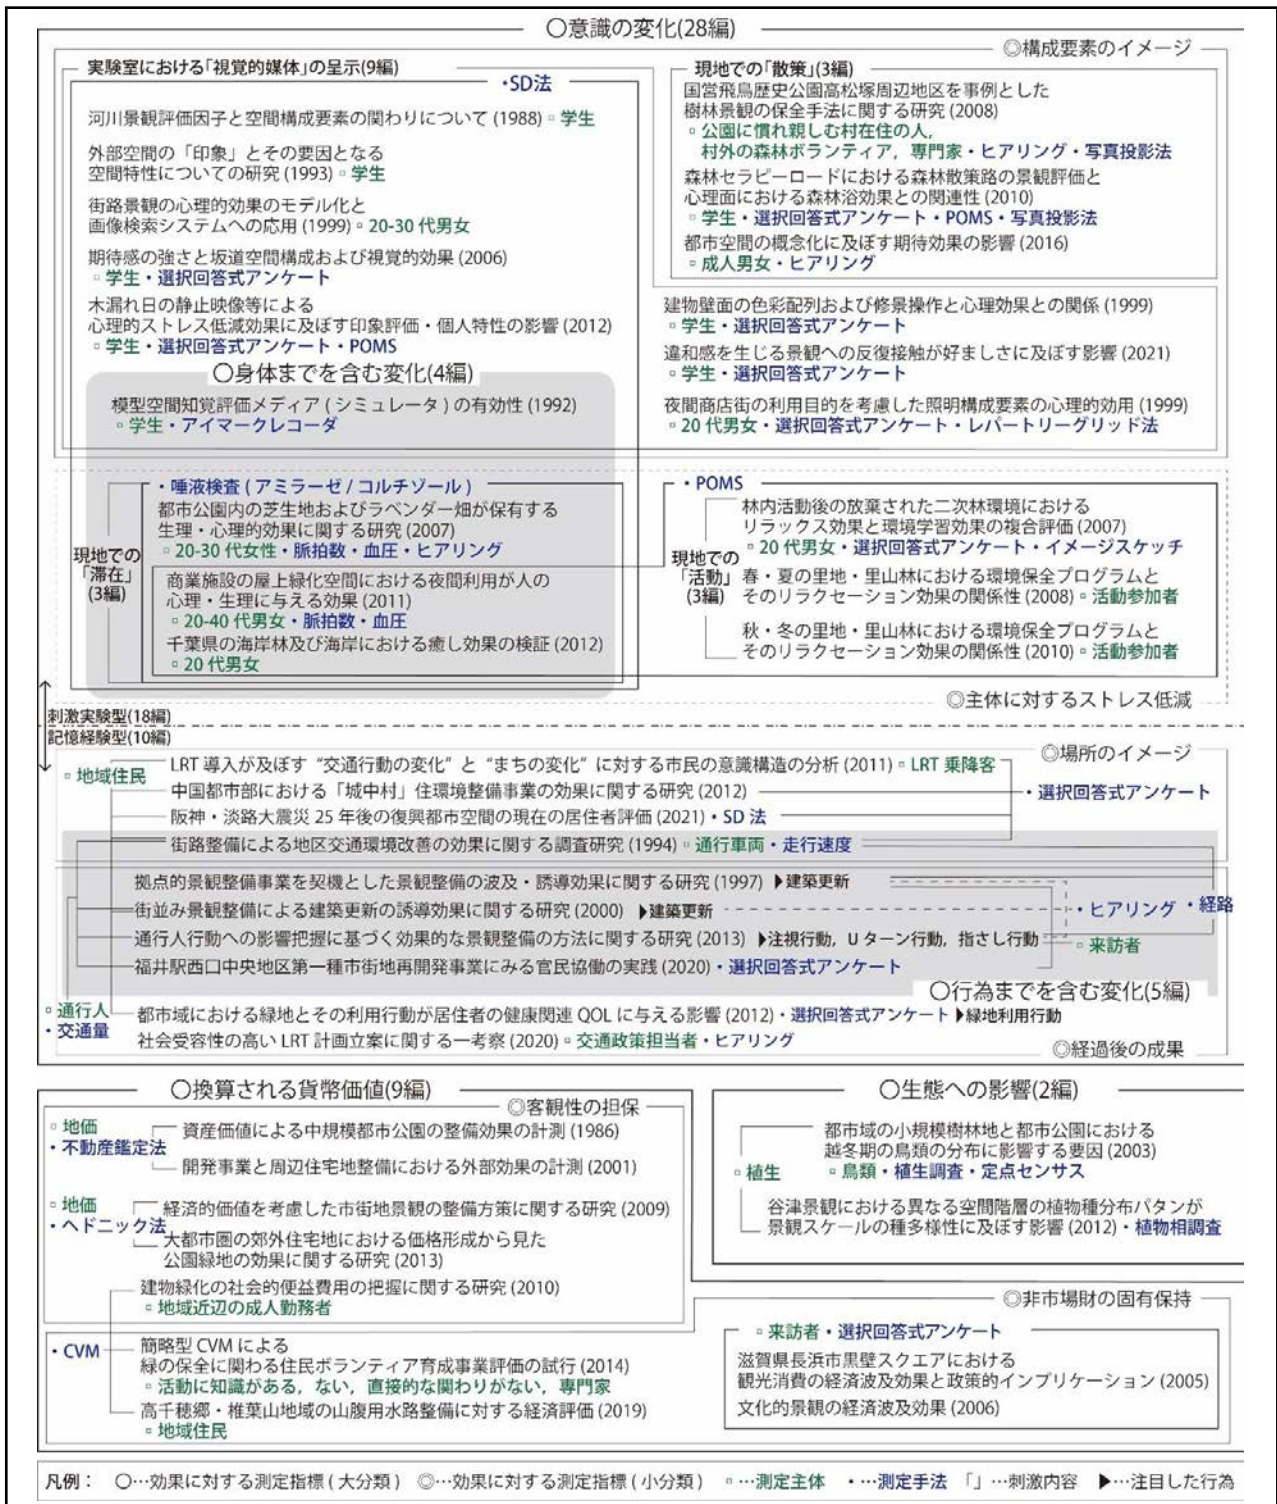 〇意識の変化(28編)
◎構成要素のイメージ
実験室における「視覚的媒体」の呈示(9編)
・SD法
河川景観評価因子と空間構成要素の関わりについて (1988) ▫学生
外部空間の「印象」とその要因となる
空間特性についての研究 (1993) ▫学生
街路景観の心理的効果のモデル化と
画像検索システムへの応用 (1999) ▫20-30 代男女
期待感の強さと坂道空間構成および視覚的効果 (2006)
▫学生・選択回答式アンケート
木漏れ日の静止映像等による
心理的ストレス低減効果に及ぼす印象評価・個人特性の影響 (2012)
▫学生・選択回答式アンケート・POMS
現地での「散策」(3編)
国営飛鳥歴史公園高松塚周辺地区を事例とした
樹林景観の保全手法に関する研究 (2008)
▫公園に慣れ親しむ村在住の人,
村外の森林ボランティア, 専門家・ヒアリング・写真投影法
森林セラピーロードにおける森林散策路の景観評価と
心理面における森林浴効果との関連性 (2010)
▫学生・選択回答式アンケート・POMS・写真投影法
都市空間の概念化に及ぼす期待効果の影響 (2016)
▫成人男女・ヒアリング
建物壁面の色彩配列および修景操作と心理効果との関係 (1999)
▫学生・選択回答式アンケート
違和感を生じる景観への反復接触が好ましさに及ぼす影響 (2021)
▫学生・選択回答式アンケート
夜間商店街の利用目的を考慮した照明構成要素の心理的効用 (1999)
▫20 代男女・選択回答式アンケート・レパートリーグリッド法
〇身体までを含む変化(4編)
模型空間知覚評価メディア ( シミュレータ ) の有効性 (1992)
▫学生・アイマークレコーダ
・唾液検査 ( アミラーゼ / コルチゾール )
都市公園内の芝生地およびラベンダー畑が保有する
生理・心理的効果に関する研究 (2007)
▫20-30 代女性・脈拍数・血圧・ヒアリング
現地での
「滞在」
(3編)
商業施設の屋上緑化空間における夜間利用が人の
心理・生理に与える効果 (2011)
▫20-40 代男女・脈拍数・血圧
千葉県の海岸林及び海岸における癒し効果の検証 (2012)
▫20 代男女
・POMS
林内活動後の放棄された二次林環境における
リラックス効果と環境学習効果の複合評価 (2007)
▫20 代男女・選択回答式アンケート・イメージスケッチ
現地での
「活動」
(3編)
春・夏の里地・里山林における環境保全プログラムと
そのリラクセーション効果の関係性 (2008) ▫活動参加者
秋・冬の里地・里山林における環境保全プログラムと
そのリラクセーション効果の関係性 (2010) ▫活動参加者
◎主体に対するストレス低減
刺激実験型(18編)
記憶経験型(10編)
◎場所のイメージ
▫地域住民
LRT 導入が及ぼす “交通行動の変化” と “まちの変化” に対する市民の意識構造の分析 (2011) ▫LRT 乗降客
中国都市部における「城中村」住環境整備事業の効果に関する研究 (2012)
・選択回答式アンケート
阪神・淡路大震災 25 年後の復興都市空間の現在の居住者評価 (2021)・SD 法
街路整備による地区交通環境改善の効果に関する調査研究 (1994) ▫通行車両・走行速度
拠点的景観整備事業を契機とした景観整備の波及・誘導効果に関する研究 (1997) ▶建築更新
街並み景観整備による建築更新の誘導効果に関する研究 (2000) ▶建築更新
・ヒアリング
・経路
通行人行動への影響把握に基づく効果的な景観整備の方法に関する研究 (2013) ▶注視行動, U ターン行動, 指さし行動
▫来訪者
福井駅西口中央地区第一種市街地再開発事業にみる官民協働の実践 (2020)・選択回答式アンケート
〇行為までを含む変化(5編)
▫通行人
・交通量
都市域における緑地とその利用行動が居住者の健康関連 QOL に与える影響 (2012)・選択回答式アンケート ▶緑地利用行動
社会受容性の高い LRT 計画立案に関する一考察 (2020) ▫交通政策担当者・ヒアリング
◎経過後の成果
〇換算される貨幣価値(9編)
◎客観性の担保
▫地価
・不動産鑑定法
資産価値による中規模都市公園の整備効果の計測 (1986)
開発事業と周辺住宅地整備における外部効果の計測 (2001)
▫地価
・ヘドニック法
経済的価値を考慮した市街地景観の整備方策に関する研究 (2009)
大都市圏の郊外住宅地における価格形成から見た
公園緑地の効果に関する研究 (2013)
建物緑化の社会的便益費用の把握に関する研究 (2010)
▫地域近辺の成人勤務者
・CVM
簡略型 CVM による
緑の保全に関わる住民ボランティア育成事業評価の試行 (2014)
▫活動に知識がある, ない, 直接的な関わりがない, 専門家
高千穂郷・椎葉山地域の山腹用水路整備に対する経済評価 (2019)
▫地域住民
〇生態への影響(2編)
都市域の小規模樹林地と都市公園における
越冬期の鳥類の分布に影響する要因 (2003)
▫植生
▫鳥類・植生調査・定点センサス
谷津景観における異なる空間階層の植物種分布パタンが
景観スケールの種多様性に及ぼす影響 (2012)・植物相調査
◎非市場財の固有保持
▫来訪者・選択回答式アンケート
滋賀県長浜市黒壁スクエアにおける
観光消費の経済波及効果と政策的インプリケーション (2005)
文化的景観の経済波及効果 (2006)
凡例： 〇…効果に対する測定指標 ( 大分類 ) ◎…効果に対する測定指標 ( 小分類 ) ▫…測定主体 ・…測定手法 「」…刺激内容 ▶…注目した行為